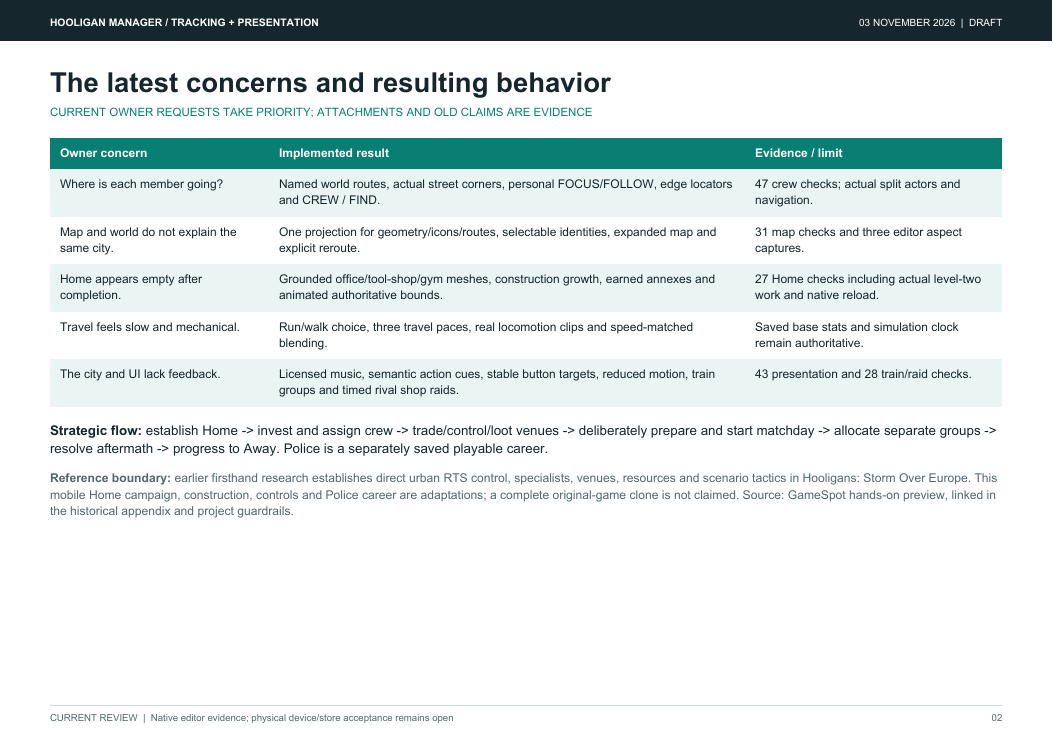 HOOLIGAN MANAGER / TRACKING + PRESENTATION
03 NOVEMBER 2026 | DRAFT
The latest concerns and resulting behavior
CURRENT OWNER REQUESTS TAKE PRIORITY; ATTACHMENTS AND OLD CLAIMS ARE EVIDENCE
Owner concern
Implemented result
Evidence / limit
Where is each member going?
Named world routes, actual street corners, personal FOCUS/FOLLOW, edge locators
and CREW / FIND.
47 crew checks; actual split actors and
navigation.
Map and world do not explain the
same city.
One projection for geometry/icons/routes, selectable identities, expanded map and
explicit reroute.
31 map checks and three editor aspect
captures.
Home appears empty after
completion.
Grounded office/tool-shop/gym meshes, construction growth, earned annexes and
animated authoritative bounds.
27 Home checks including actual level-two
work and native reload.
Travel feels slow and mechanical.
Run/walk choice, three travel paces, real locomotion clips and speed-matched
blending.
Saved base stats and simulation clock
remain authoritative.
The city and UI lack feedback.
Licensed music, semantic action cues, stable button targets, reduced motion, train
groups and timed rival shop raids.
43 presentation and 28 train/raid checks.
Strategic flow: establish Home -> invest and assign crew -> trade/control/loot venues -> deliberately prepare and start matchday -> allocate separate groups ->
resolve aftermath -> progress to Away. Police is a separately saved playable career.
Reference boundary: earlier firsthand research establishes direct urban RTS control, specialists, venues, resources and scenario tactics in Hooligans: Storm Over Europe. This
mobile Home campaign, construction, controls and Police career are adaptations; a complete original-game clone is not claimed. Source: GameSpot hands-on preview, linked in
the historical appendix and project guardrails.
CURRENT REVIEW | Native editor evidence; physical device/store acceptance remains open
02